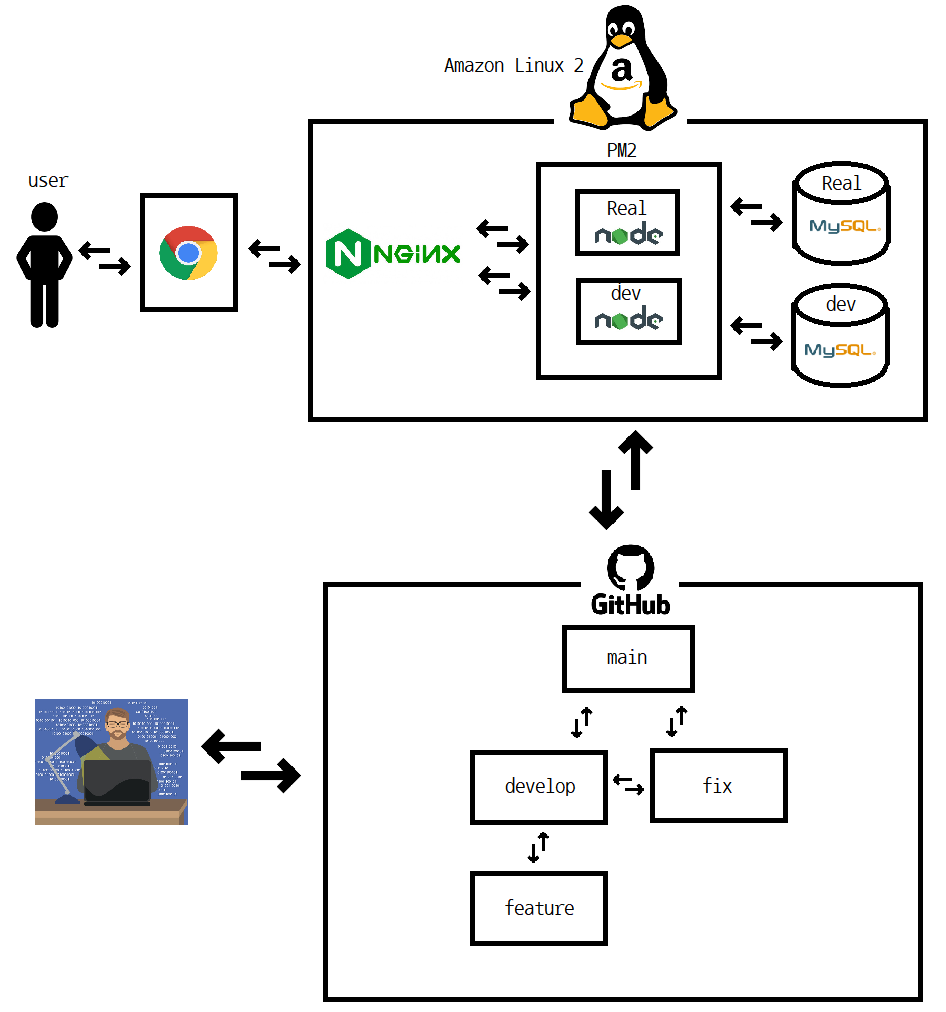 Amazon Linux 2
a
PM2
user
Real
node
Real
MySQL
NGINX
dev
node
dev
MySQL
GitHub
main
develop
fix
feature